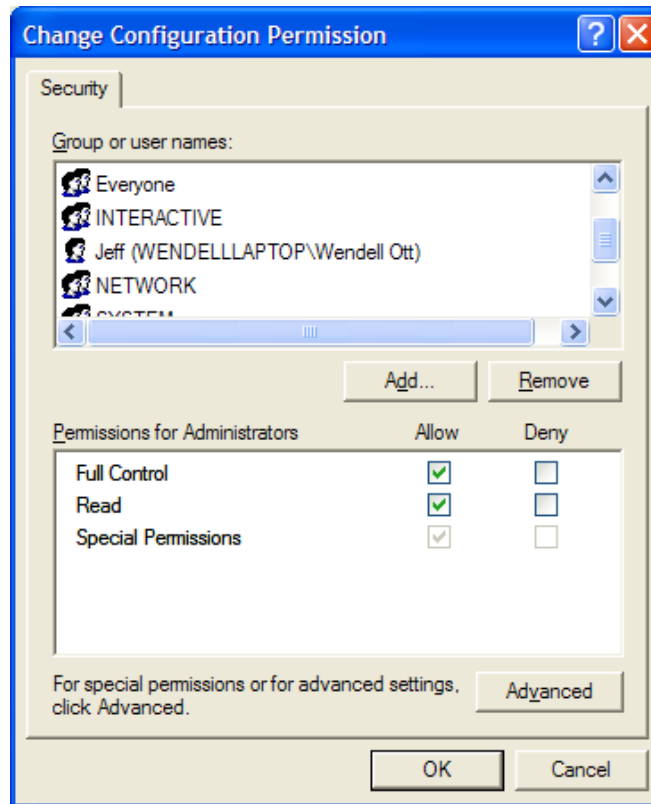 Change Configuration Permission
Security
Group or user names:
Everyone
INTERACTIVE
Jeff (WENDELLLAPTOP\Wendell Ott)
NETWORK
SYSTEM
Add... Remove
Permissions for Administrators Allow Deny
Full Control
Read
Special Permissions
For special permissions or for advanced settings,
click Advanced.
Advanced
OK Cancel